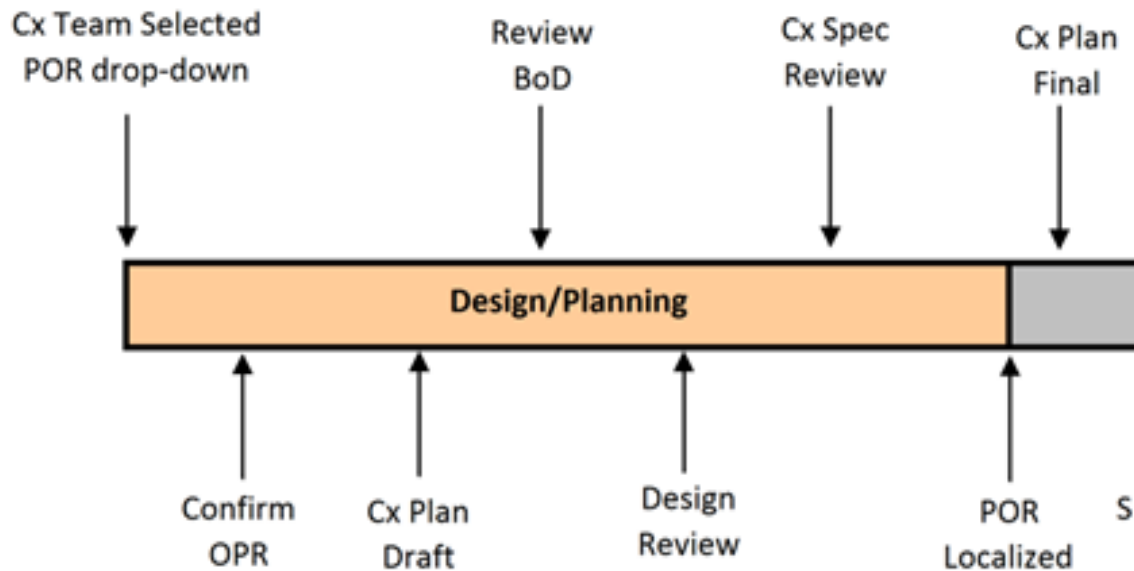 Cx Team Selected
POR drop-down
Review
BoD
Cx Spec
Review
Cx Plan
Final
Design/Planning
Confirm
OPR
Cx Plan
Draft
Design
Review
POR
Localized
S